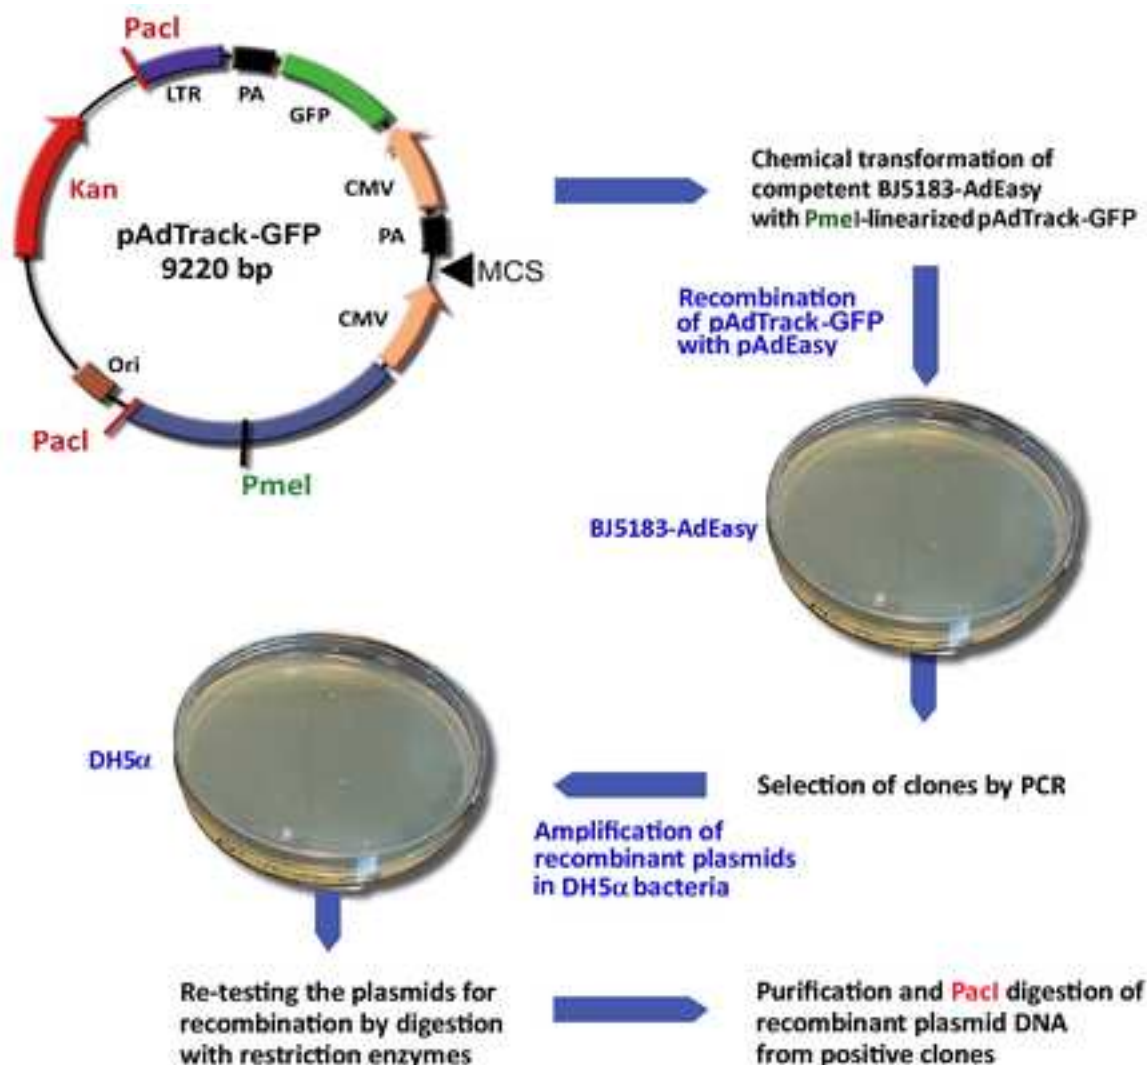 PacI
LTR
PA
GFP
Kan
CMV
pAdTrack-GFP
9220 bp
PA
MCS
CMV
Ori
PacI
PmeI
Chemical transformation of
competent BJ5183-AdEasy
with PmeI-linearized pAdTrack-GFP
Recombination
of pAdTrack-GFP
with pAdEasy
BJ5183-AdEasy
Selection of clones by PCR
DH5α
Amplification of
recombinant plasmids
in DH5α bacteria
Re-testing the plasmids for
recombination by digestion
with restriction enzymes
Purification and PacI digestion of
recombinant plasmid DNA
from positive clones